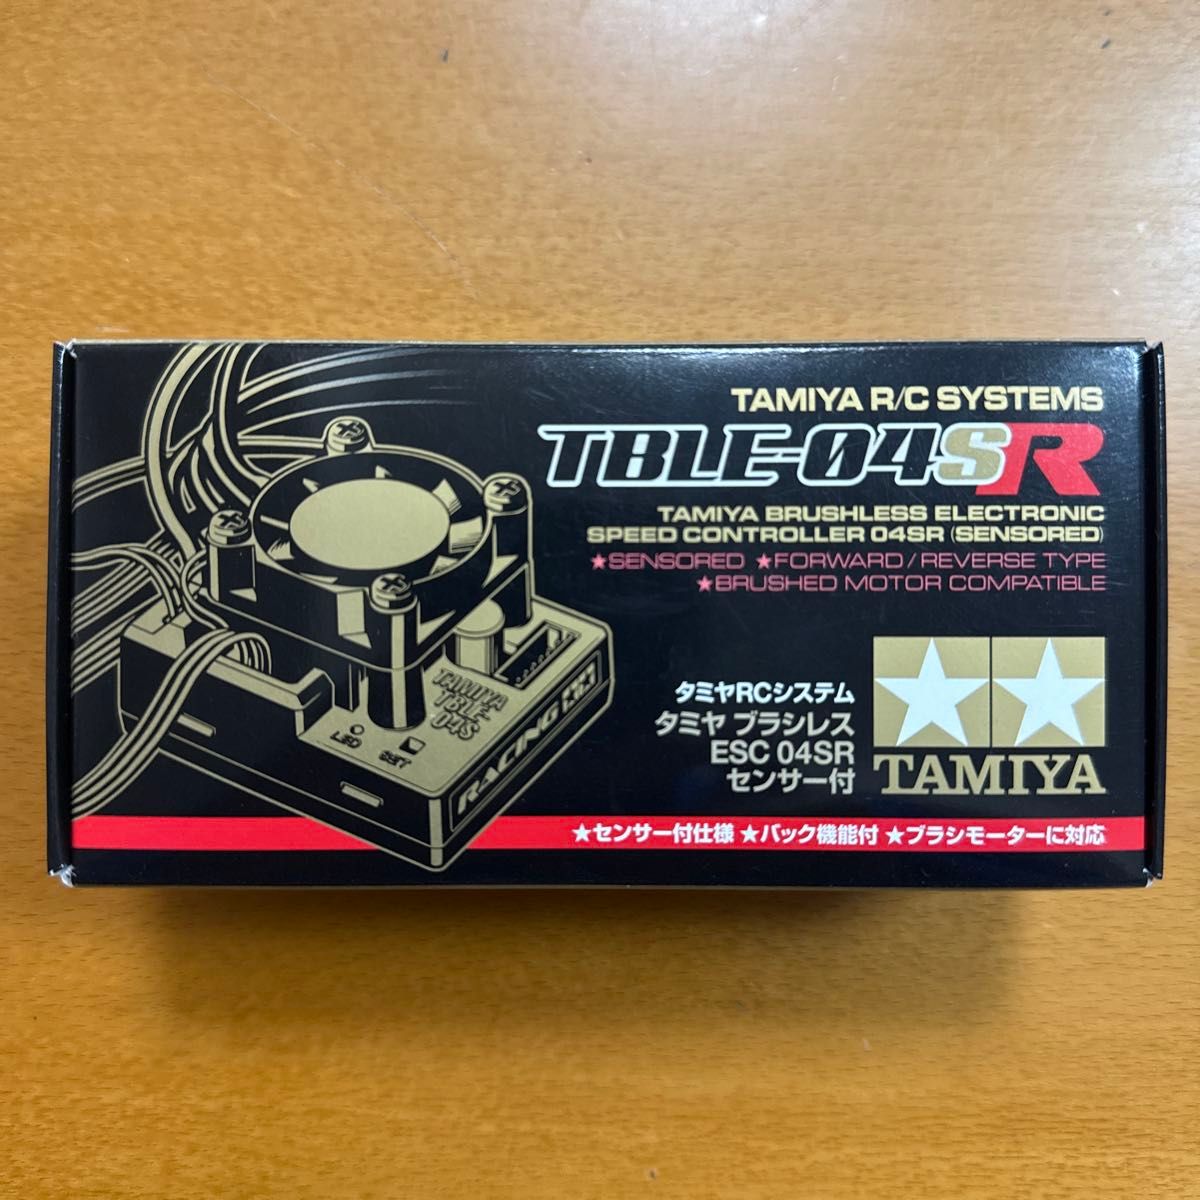 TAMIYA R/C SYSTEMS
TBLE-04SR
TAMIYA BRUSHLESS ELECTRONIC
SPEED CONTROLLER 04SR (SENSORED)
★SENSORED ★FORWARD/REVERSE TYPE
★BRUSHED MOTOR COMPATIBLE
タミヤRCシステム
タミヤ ブラシレス
ESC 04SR
センサー付
TAMIYA
TAMIYA
TBLE-
04S
LED
SET
RACING
★センサー付仕様 ★バック機能付 ★ブラシモーターに対応